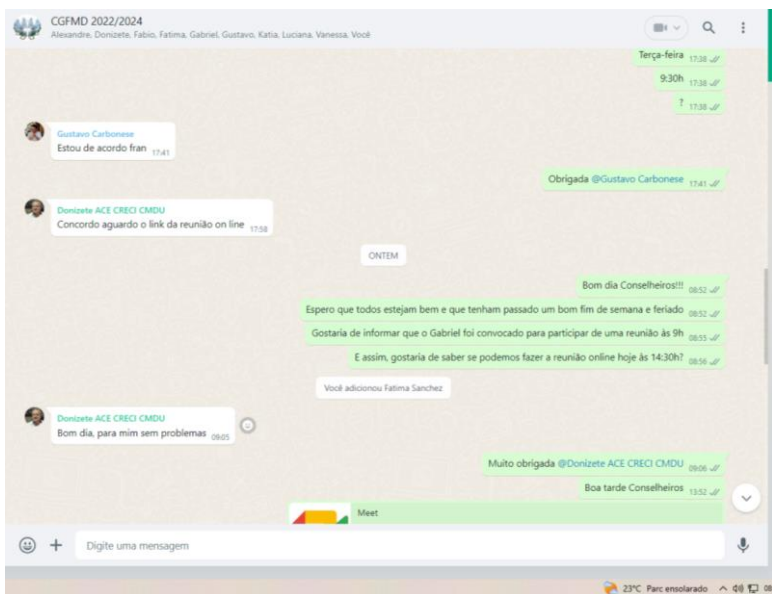 CGFMD 2022/2024
Alexandre, Donizete, Fabio, Fatima, Gabriel, Gustavo, Katia, Luciana, Vanessa, Você
Terça-feira 17:38
9:30h 17:38
? 17:38
Gustavo Carbonese
Estou de acordo fran 17:41
Obrigada @Gustavo Carbonese 17:41
Donizete ACE CRECI CMDU
Concordo aguardo o link da reunião on line 17:58
ONTEM
Bom dia Conselheiros!!! 08:52
Espero que todos estejam bem e que tenham passado um bom fim de semana e feriado 08:52
Gostaria de informar que o Gabriel foi convocado para participar de uma reunião às 9h 08:55
E assim, gostaria de saber se podemos fazer a reunião online hoje às 14:30h? 08:56
Você adicionou Fatima Sanchez
Donizete ACE CRECI CMDU
Bom dia, para mim sem problemas 09:05
Muito obrigada @Donizete ACE CRECI CMDU 09:06
Boa tarde Conselheiros 13:52
Meet
Digite uma mensagem
23°C Parc ensolarado